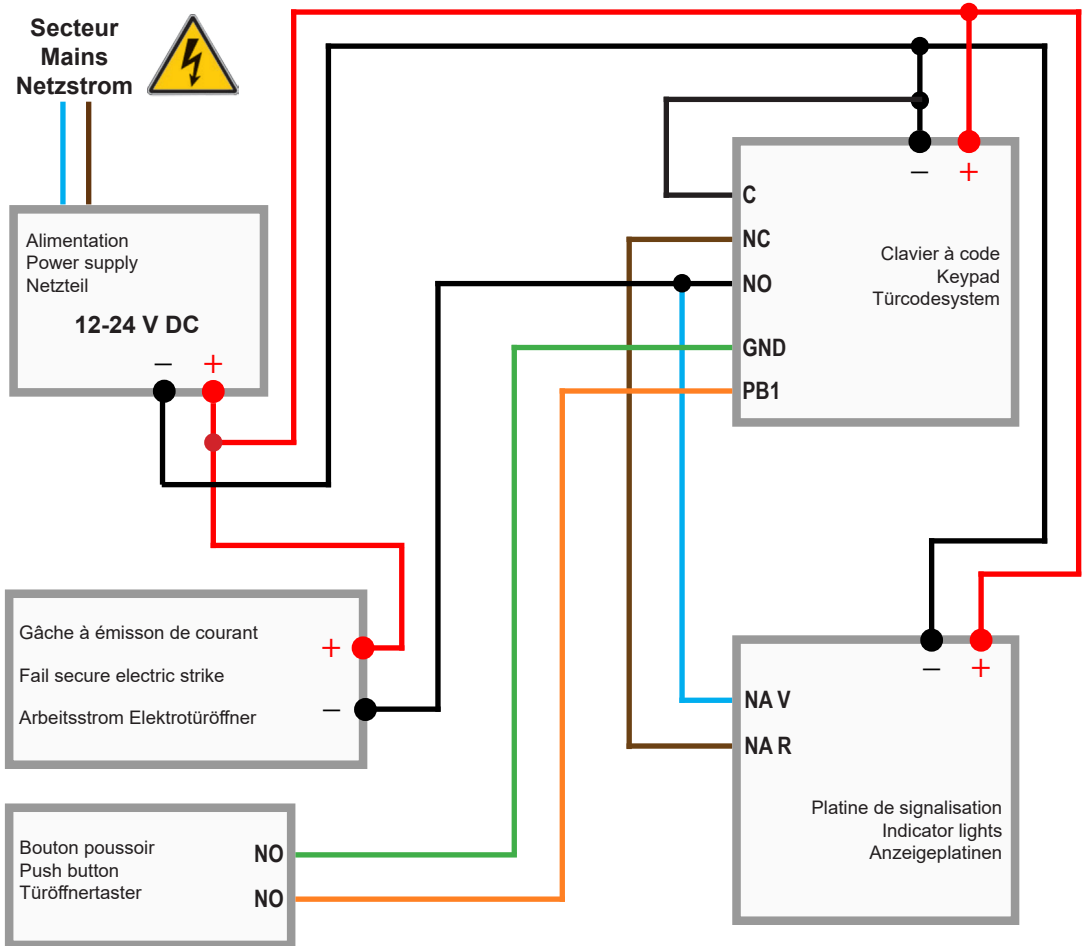 Secteur
Mains
Netzstrom
Alimentation
Power supply
Netzteil
12-24 V DC
– +
– +
C
NC
NO
GND
PB1
Clavier à code
Keypad
Türcodesystem
Gâche à émisson de courant
Fail secure electric strike
Arbeitsstrom Elektrotüröffner
+
–
– +
NA V
NA R
Platine de signalisation
Indicator lights
Anzeigeplatinen
Bouton poussoir
Push button
Türöffnertaster
NO
NO